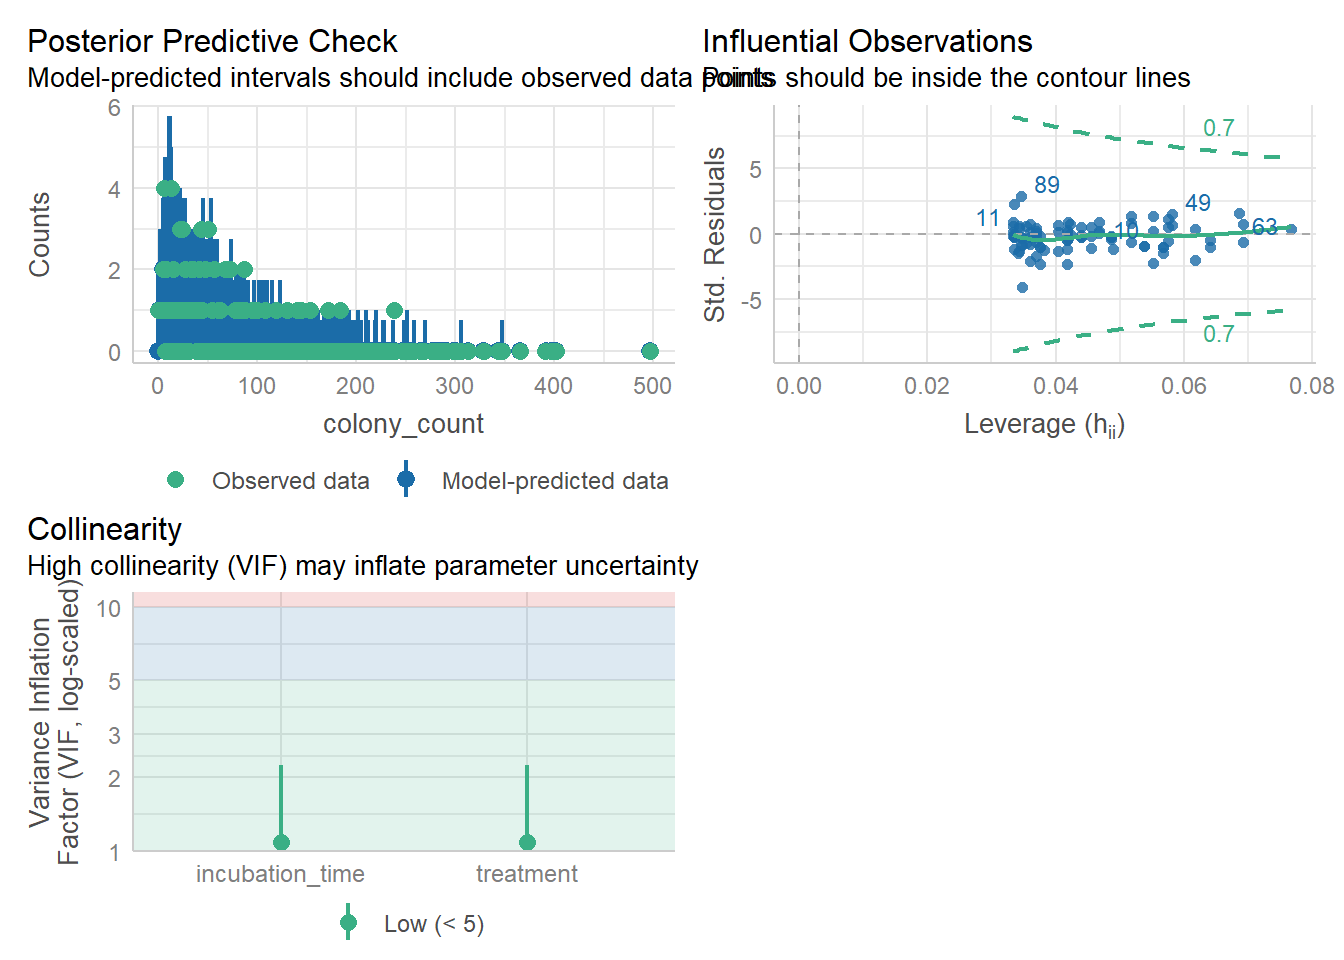 Posterior Predictive Check
Model-predicted intervals should include observed data points
6
4
2
0
Counts
0 100 200 300 400 500
colony_count
Observed data
Model-predicted data
Influential Observations
Points should be inside the contour lines
5
0
-5
Std. Residuals
0.7
89
49
11
10
63
0.7
0.00 0.02 0.04 0.06 0.08
Leverage (hii)
Collinearity
High collinearity (VIF) may inflate parameter uncertainty
10
5
3
2
1
Variance Inflation
Factor (VIF, log-scaled)
incubation_time treatment
Low (< 5)